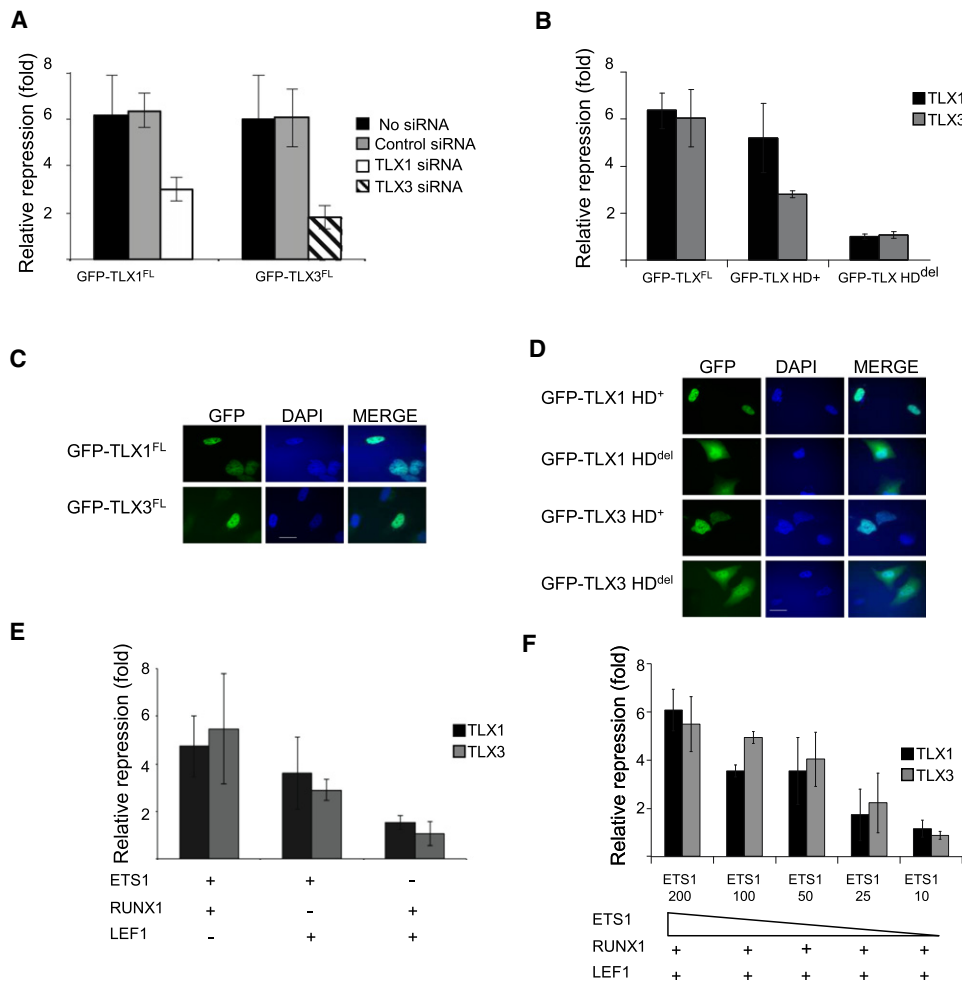 A
Relative repression (fold)
8
6
4
2
GFP-TLX1FL
GFP-TLX3FL
No siRNA
Control siRNA
TLX1 siRNA
TLX3 siRNA
B
Relative repression (fold)
8
6
4
2
GFP-TLXFL
GFP-TLX HD+
GFP-TLX HDdel
TLX1
TLX3
C
GFP DAPI MERGE
GFP-TLX1FL
GFP-TLX3FL
D
GFP DAPI MERGE
GFP-TLX1 HD+
GFP-TLX1 HDdel
GFP-TLX3 HD+
GFP-TLX3 HDdel
E
Relative repression (fold)
8
6
4
2
TLX1
TLX3
ETS1 + + -
RUNX1 + - +
LEF1 - + +
F
Relative repression (fold)
8
6
4
2
TLX1
TLX3
ETS1 ETS1 ETS1 ETS1 ETS1
200 100 50 25 10
ETS1
RUNX1 + + + + +
LEF1 + + + + +